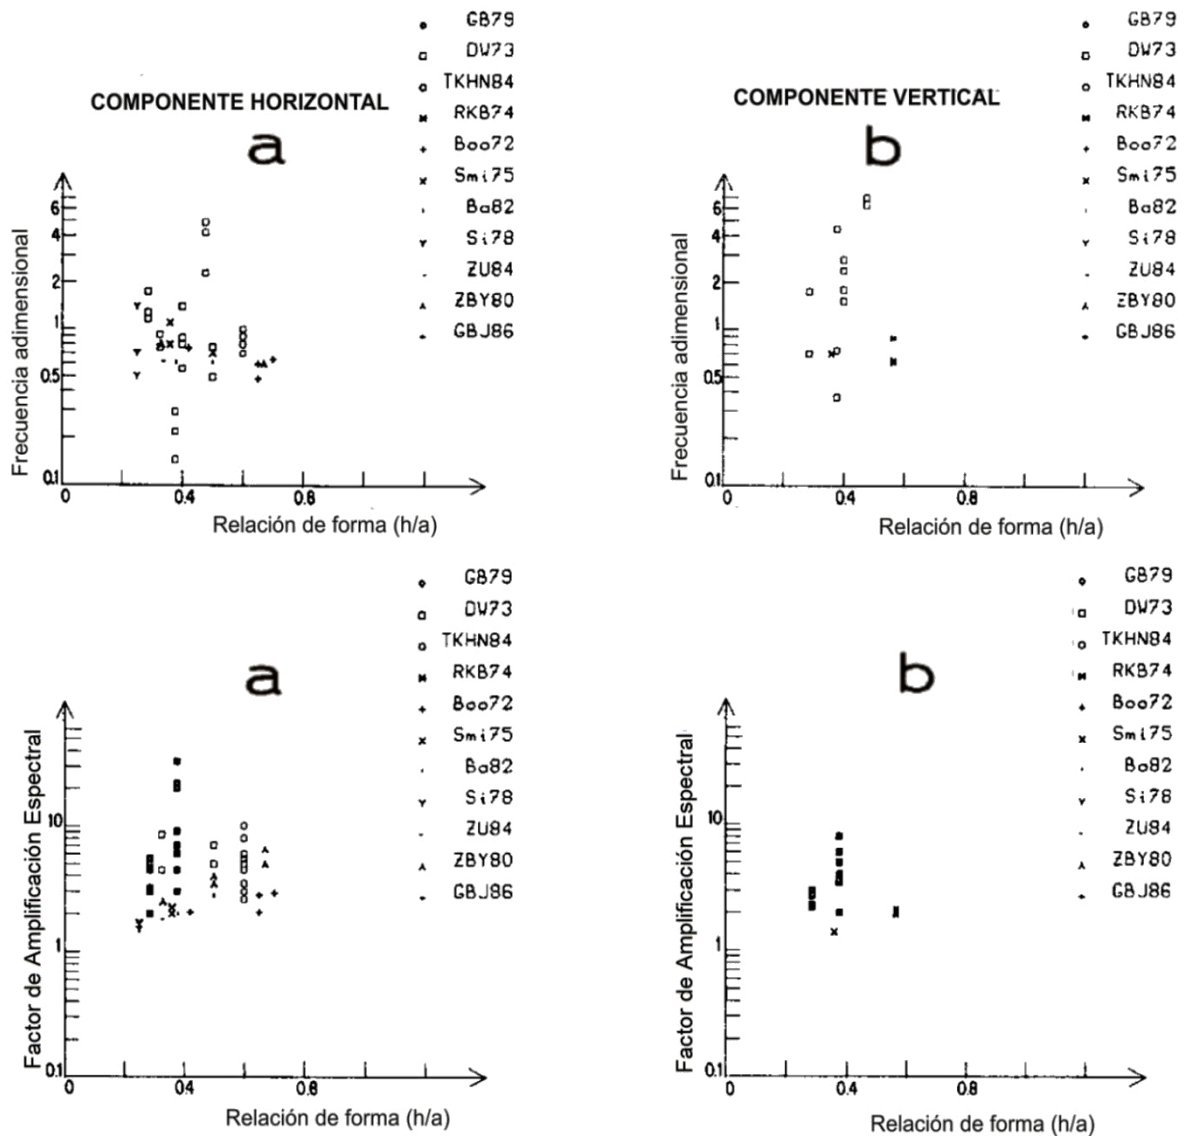 COMPONENTE HORIZONTAL
a
GB79
DW73
TKHN84
RKB74
Boo72
Smi75
Ba82
Si78
ZU84
ZBY80
GBJ86
Frecuencia adimensional
6
4
2
1
0.5
0.1
0
0.4
0.8
Relación de forma (h/a)
COMPONENTE VERTICAL
b
GB79
DW73
TKHN84
RKB74
Boo72
Smi75
Ba82
Si78
ZU84
ZBY80
GBJ86
Frecuencia adimensional
6
4
2
1
0.5
0.1
0
0.4
0.8
Relación de forma (h/a)
a
GB79
DW73
TKHN84
RKB74
Boo72
Smi75
Ba82
Si78
ZU84
ZBY80
GBJ86
Factor de Amplificación Espectral
10
1
0.1
0
0.4
0.8
Relación de forma (h/a)
b
GB79
DW73
TKHN84
RKB74
Boo72
Smi75
Ba82
Si78
ZU84
ZBY80
GBJ86
Factor de Amplificación Espectral
10
1
0.1
0
0.4
0.8
Relación de forma (h/a)